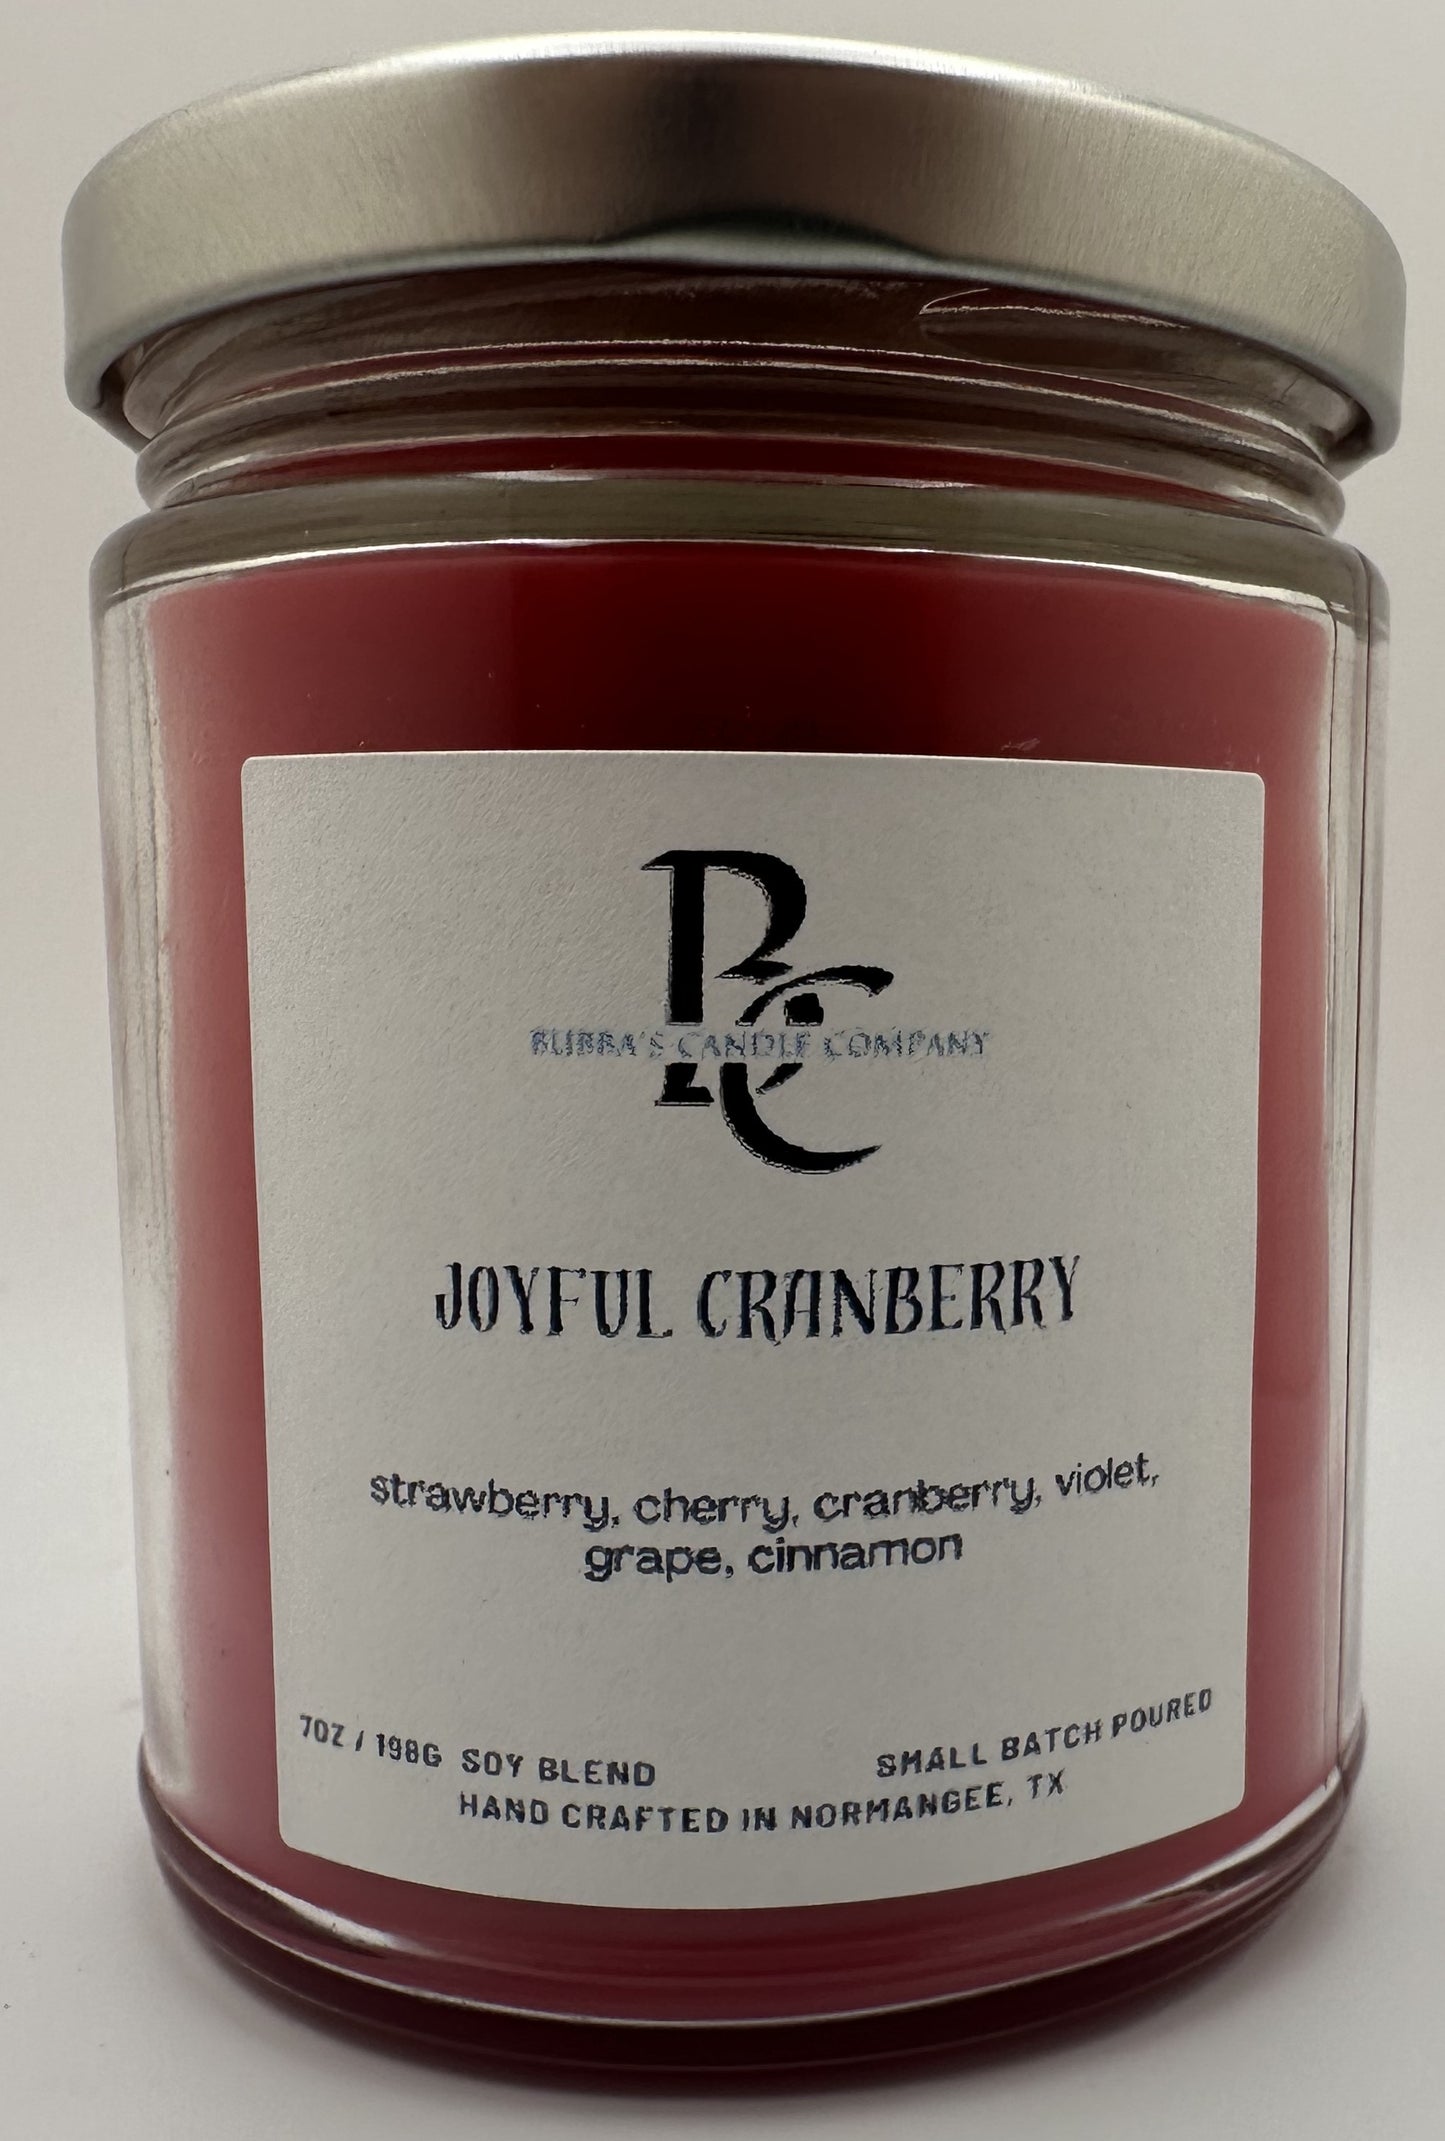 BC
BUBBA'S CANDLE COMPANY
JOYFUL CRANBERRY
strawberry, cherry, cranberry, violet,
grape, cinnamon
7OZ / 198G SOY BLEND SMALL BATCH POURED
HAND CRAFTED IN NORMANGEE, TX